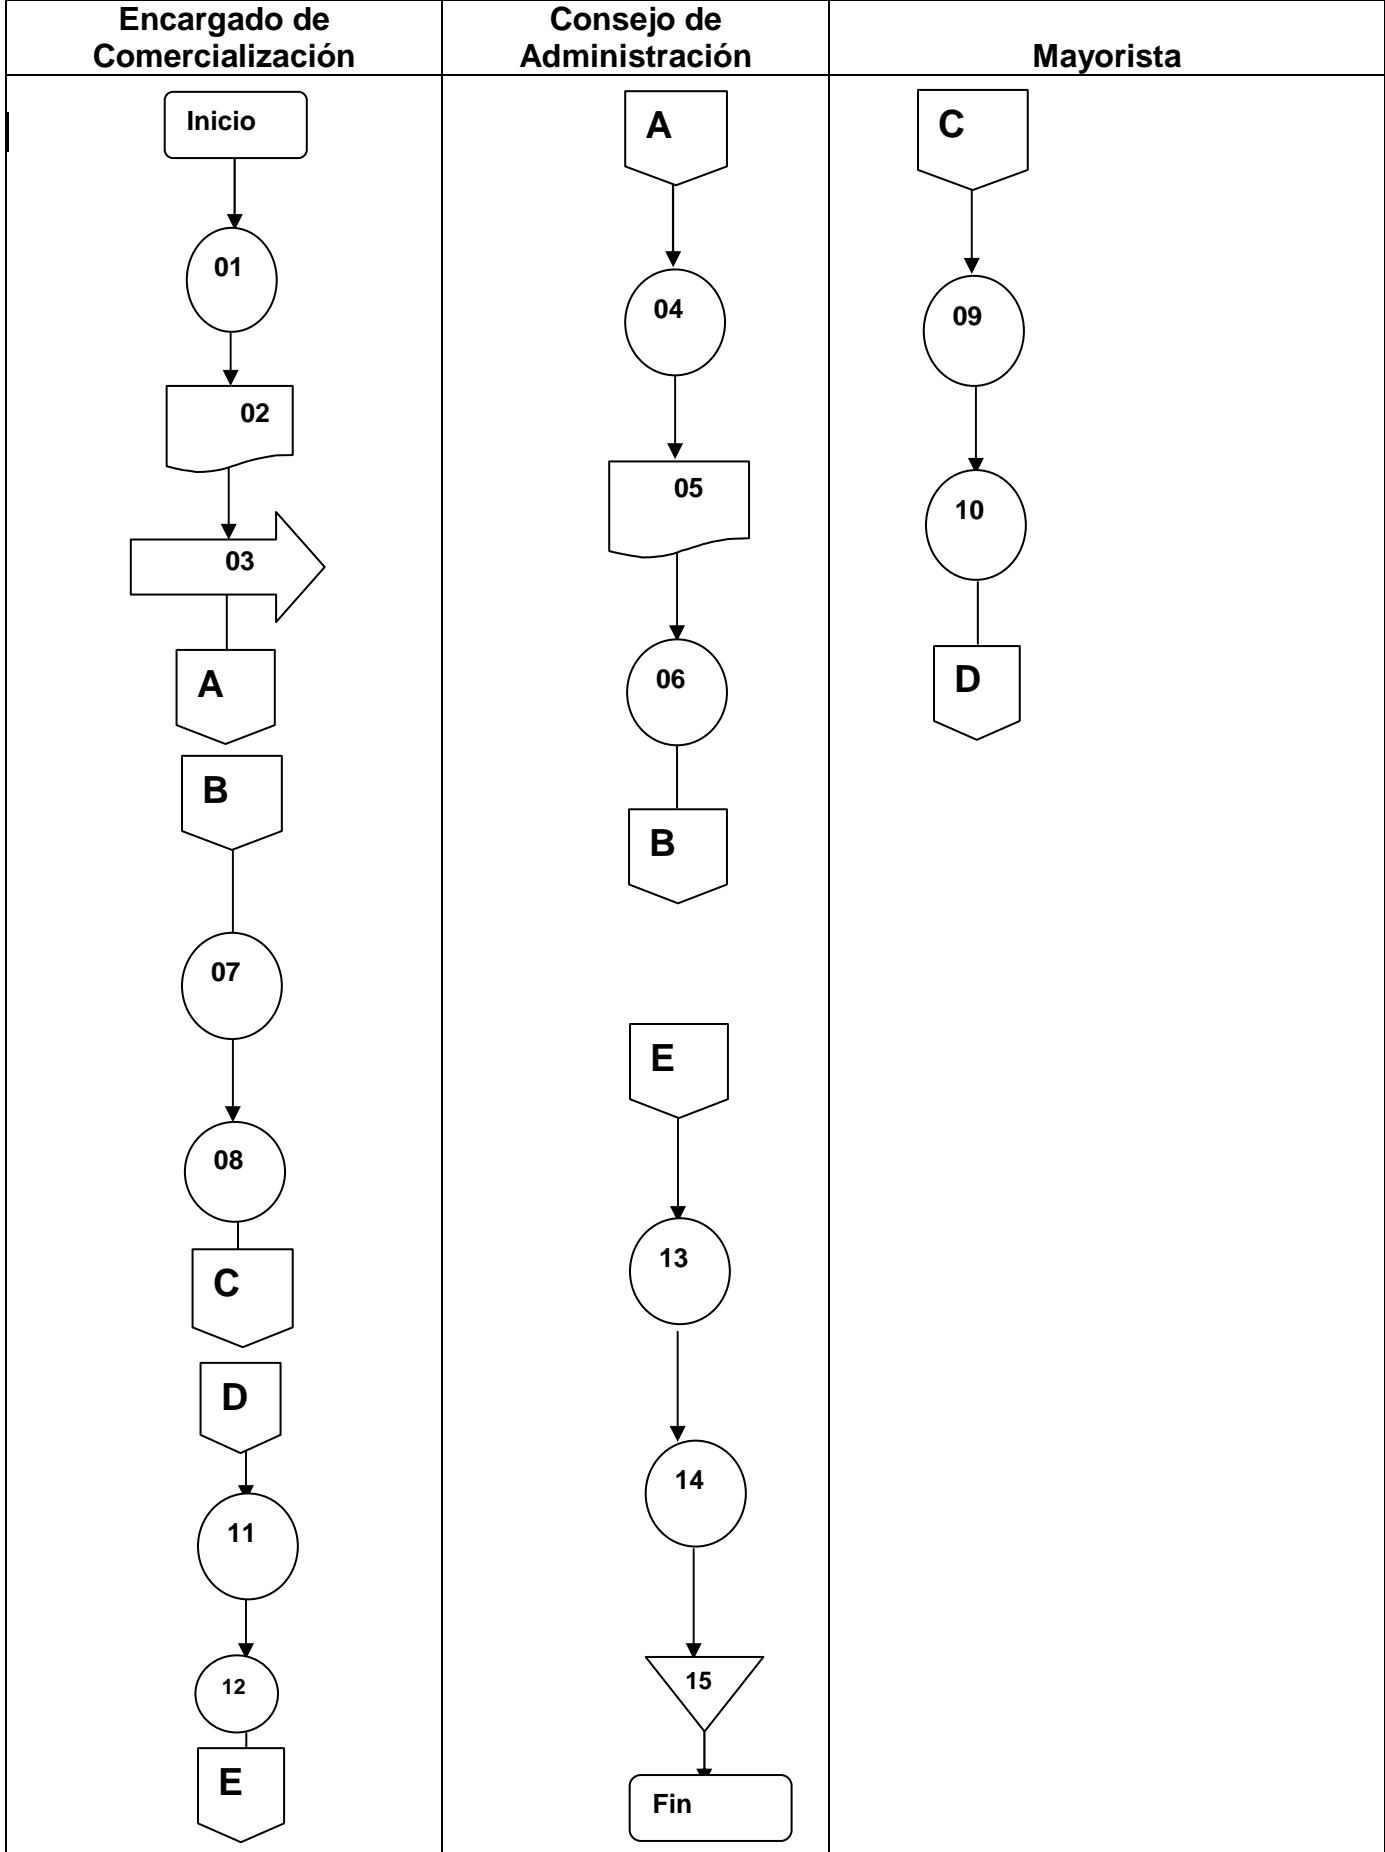 Encargado de
Comercialización
Consejo de
Administración
Mayorista
Inicio
01
02
03
A
B
07
08
C
D
11
12
E
A
04
05
06
B
E
13
14
15
Fin
C
09
10
D